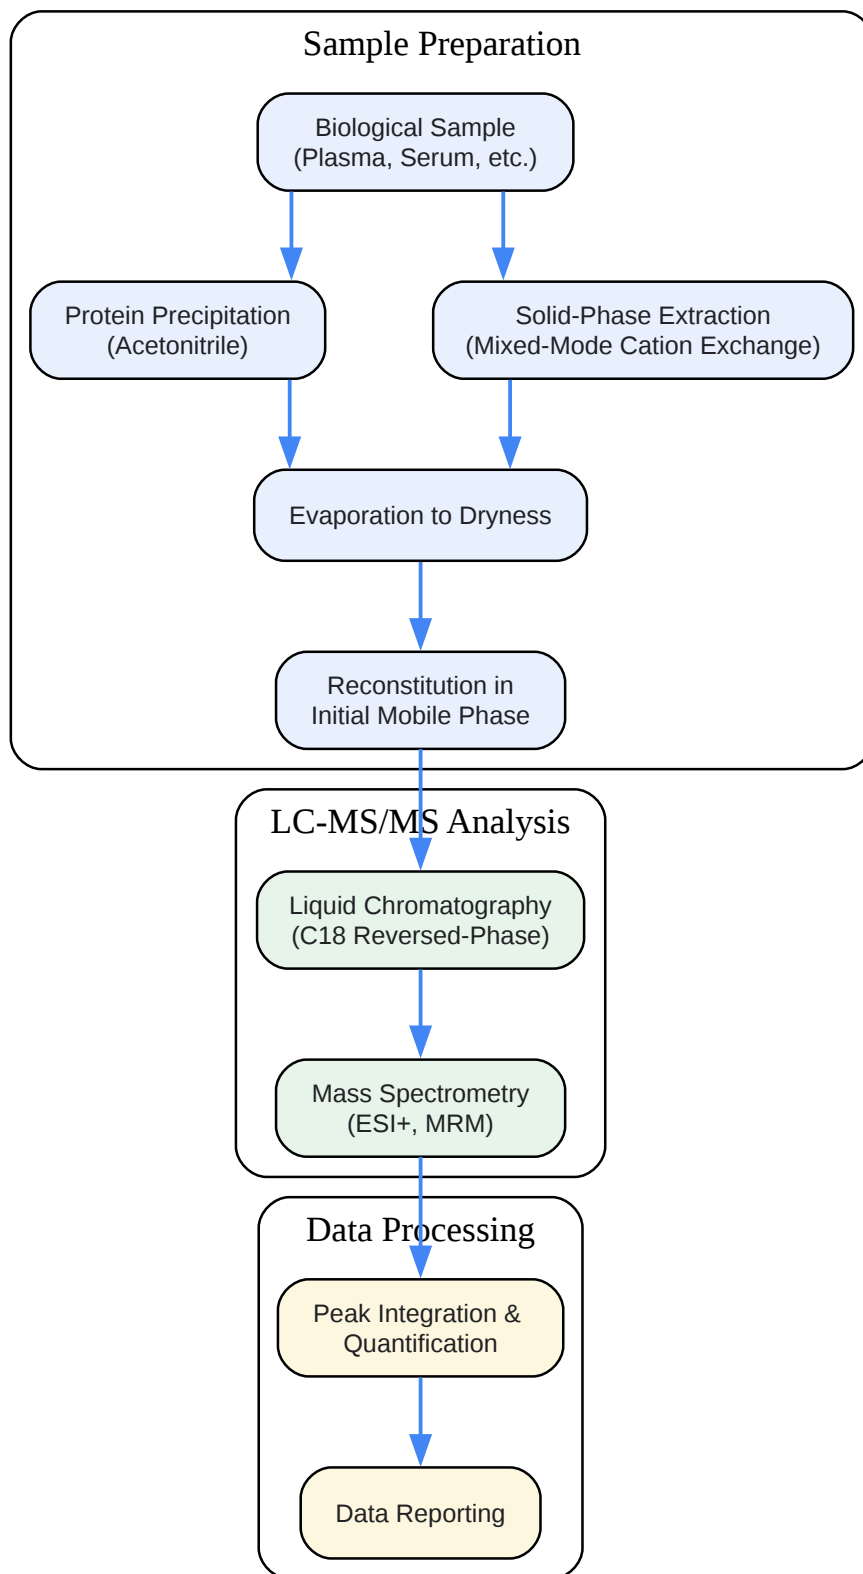 Sample Preparation
Biological Sample
(Plasma, Serum, etc.)
Protein Precipitation
(Acetonitrile)
Solid-Phase Extraction
(Mixed-Mode Cation Exchange)
Evaporation to Dryness
Reconstitution in
Initial Mobile Phase
LC-MS/MS Analysis
Liquid Chromatography
(C18 Reversed-Phase)
Mass Spectrometry
(ESI+, MRM)
Data Processing
Peak Integration &
Quantification
Data Reporting